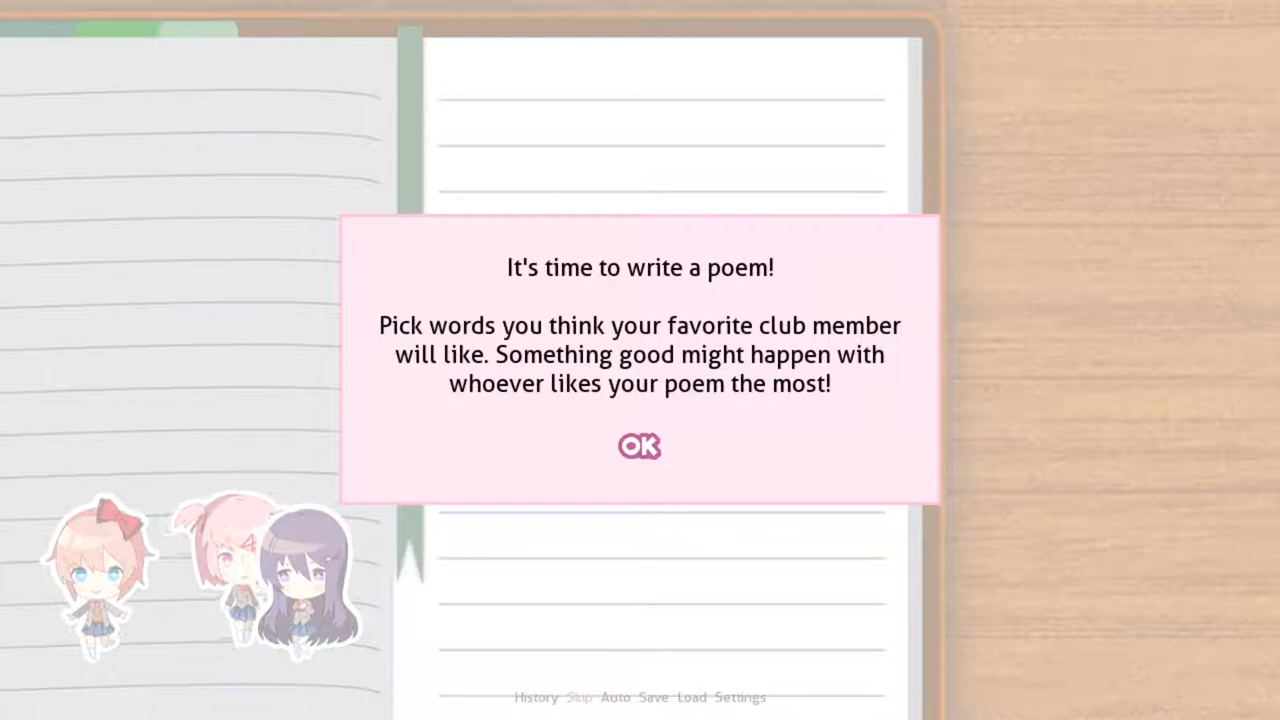 It's time to write a poem!
Pick words you think your favorite club member
will like. Something good might happen with
whoever likes your poem the most!
OK
History Skip Auto Save Load Settings